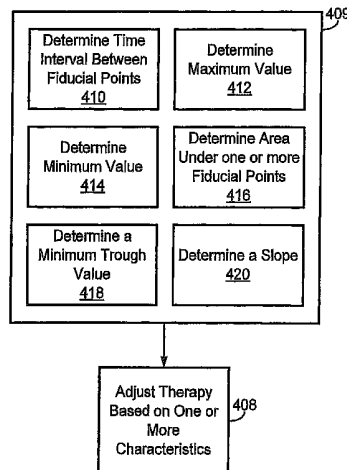 409
Determine Time
Interval Between
Fiducial Points
410
Determine
Maximum Value
412
Determine
Minimum Value
414
Determine Area
Under one or more
Fiducial Points
416
Determine a
Minimum Trough
Value
418
Determine a Slope
420
Adjust Therapy
Based on One or
More
Characteristics
408